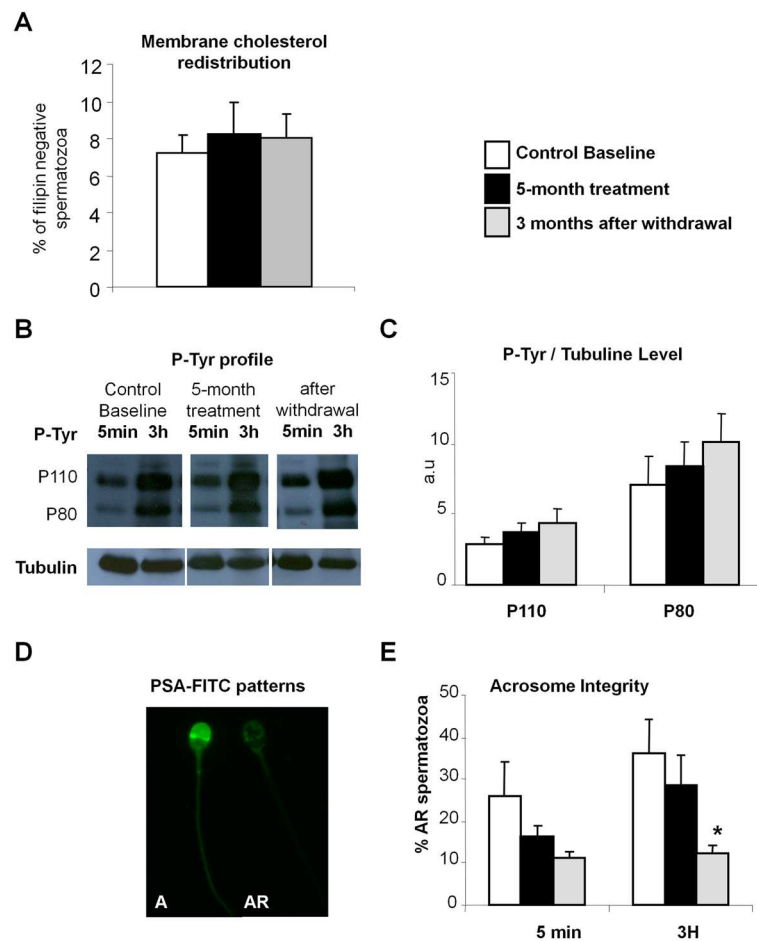 A
Membrane cholesterol
redistribution
% of filipin negative
spermatozoa
12
10
8
6
4
2
0
Control Baseline
5-month treatment
3 months after withdrawal
B
P-Tyr profile
Control
Baseline
5-month
treatment
after
withdrawal
P-Tyr
5min 3h
5min 3h
5min 3h
P110
P80
Tubulin
C
P-Tyr / Tubuline Level
a.u
15
10
5
0
P110
P80
D
PSA-FITC patterns
A
AR
E
Acrosome Integrity
% AR spermatozoa
50
40
30
20
10
0
*
5 min
3H